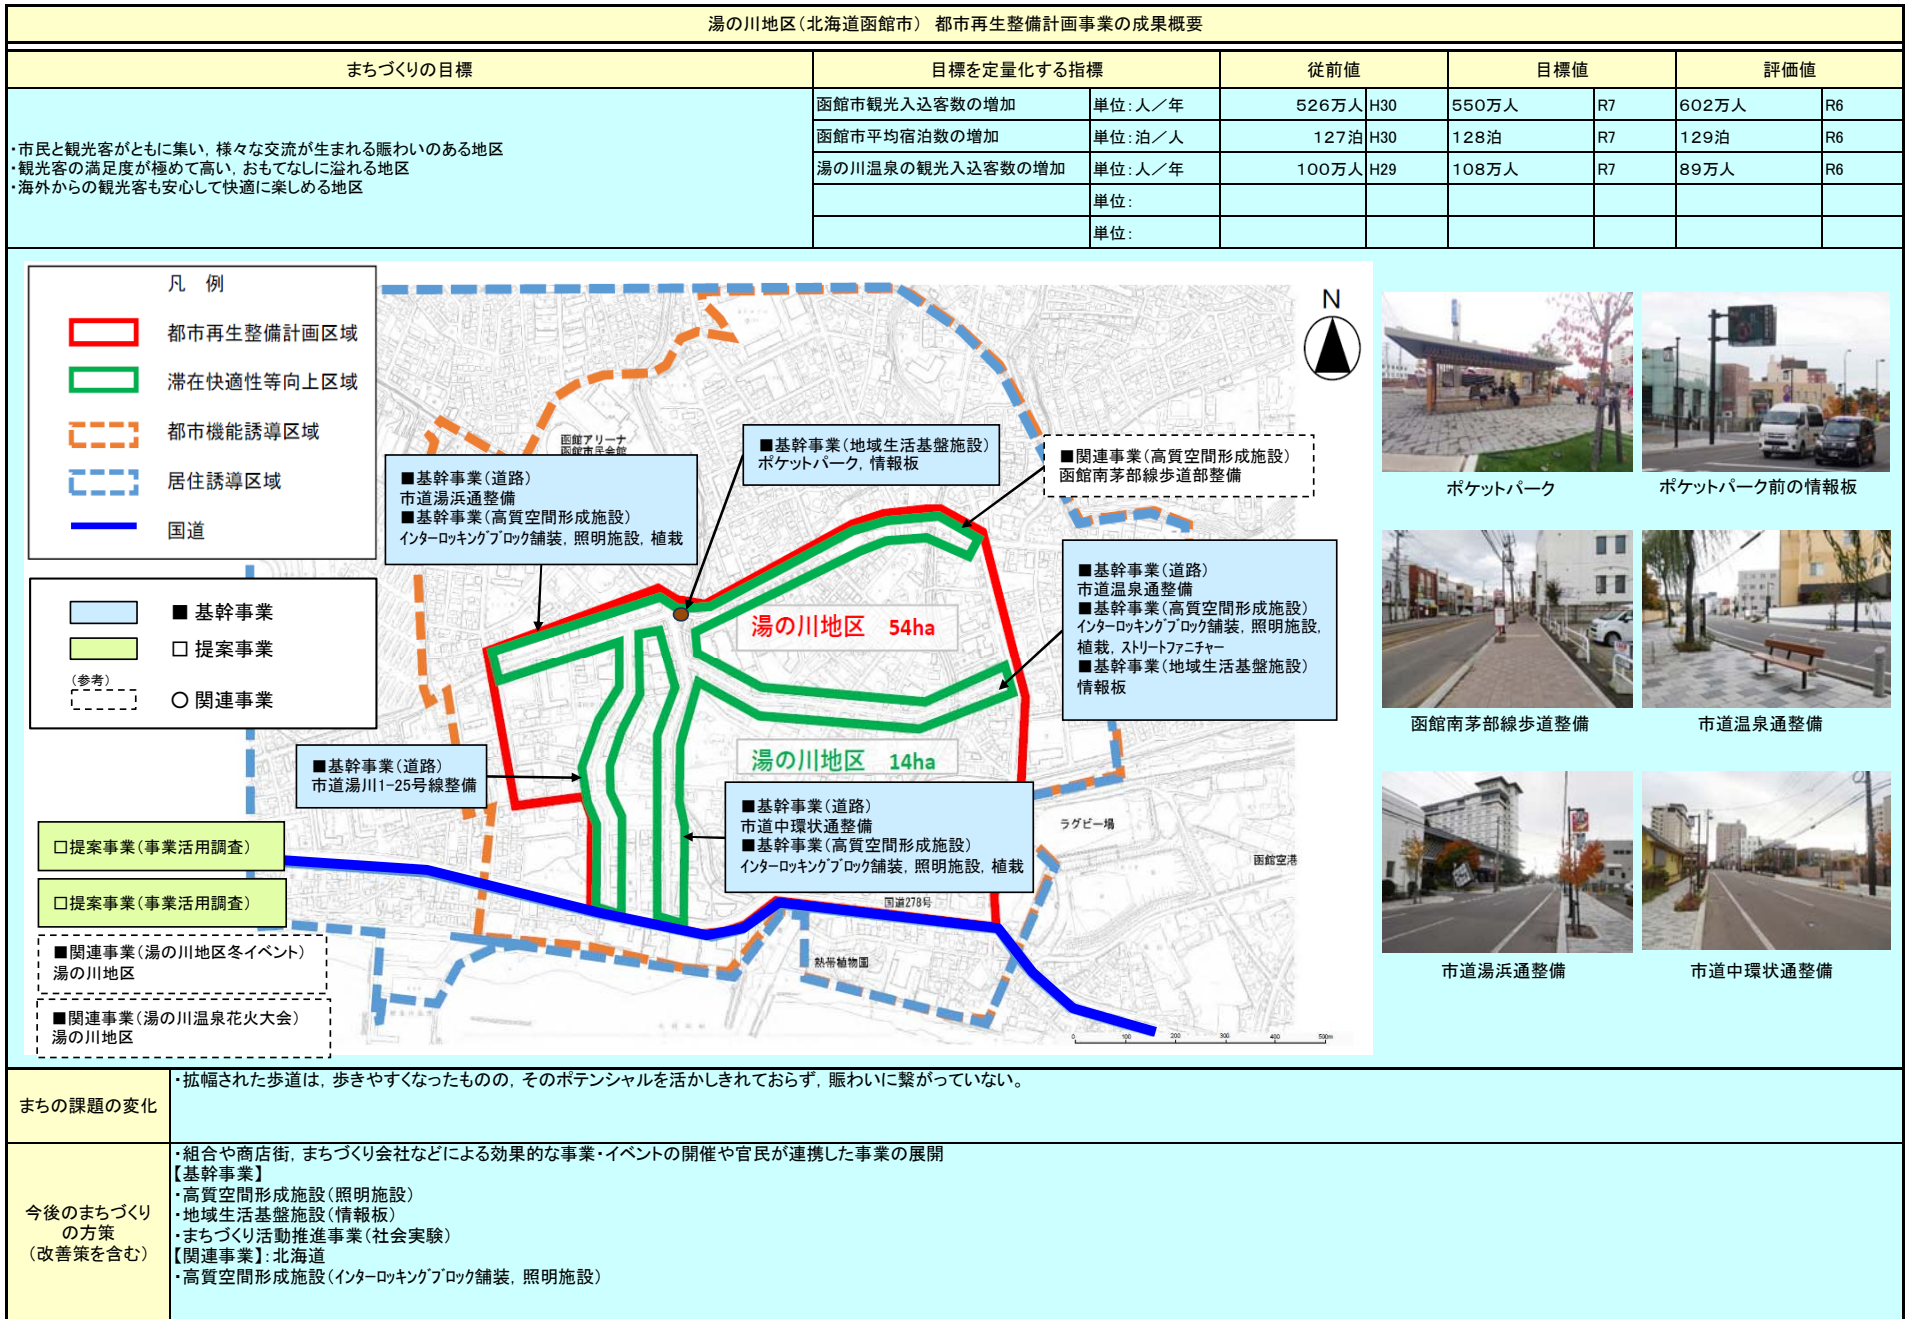 湯の川地区(北海道函館市) 都市再生整備計画事業の成果概要
まちづくりの目標 目標を定量化する指標 従前値 目標値 評価値
・市民と観光客がともに集い, 様々な交流が生まれる賑わいのある地区
・観光客の満足度が極めて高い, おもてなしに溢れる地区
・海外からの観光客も安心して快適に楽しめる地区
函館市観光入込客数の増加 単位:人/年 526万人 H30 550万人 R7 602万人 R6
函館市平均宿泊数の増加 単位:泊/人 127泊 H30 128泊 R7 129泊 R6
湯の川温泉の観光入込客数の増加 単位:人/年 100万人 H29 108万人 R7 89万人 R6
単位:
単位:
凡 例
都市再生整備計画区域
滞在快適性等向上区域
都市機能誘導区域
居住誘導区域
国道
■ 基幹事業
□ 提案事業
(参考)
○ 関連事業
N
函館アリーナ
函館市民会館
■基幹事業(道路)
市道湯浜通整備
■基幹事業(高質空間形成施設)
インターロッキングブロック舗装, 照明施設, 植栽
■基幹事業(地域生活基盤施設)
ポケットパーク, 情報板
■関連事業(高質空間形成施設)
函館南茅部線歩道部整備
■基幹事業(道路)
市道温泉通整備
■基幹事業(高質空間形成施設)
インターロッキングブロック舗装, 照明施設,
植栽, ストリートファニチャー
■基幹事業(地域生活基盤施設)
情報板
湯の川地区 54ha
湯の川地区 14ha
■基幹事業(道路)
市道湯川1-25号線整備
■基幹事業(道路)
市道中環状通整備
■基幹事業(高質空間形成施設)
インターロッキングブロック舗装, 照明施設, 植栽
ラグビー場
函館空港
国道278号
熱帯植物園
□提案事業(事業活用調査)
□提案事業(事業活用調査)
■関連事業(湯の川地区冬イベント)
湯の川地区
■関連事業(湯の川温泉花火大会)
湯の川地区
0 100 200 300 400 500m
ポケットパーク
ポケットパーク前の情報板
函館南茅部線歩道整備
市道温泉通整備
市道湯浜通整備
市道中環状通整備
まちの課題の変化
・拡幅された歩道は, 歩きやすくなったものの, そのポテンシャルを活かしきれておらず, 賑わいに繋がっていない。
今後のまちづくり
の方策
(改善策を含む)
・組合や商店街, まちづくり会社などによる効果的な事業・イベントの開催や官民が連携した事業の展開
【基幹事業】
・高質空間形成施設(照明施設)
・地域生活基盤施設(情報板)
・まちづくり活動推進事業(社会実験)
【関連事業】:北海道
・高質空間形成施設(インターロッキングブロック舗装, 照明施設)